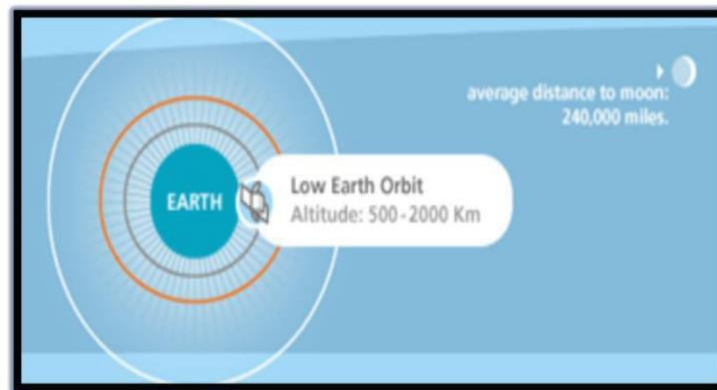 average distance to moon:
240,000 miles.
EARTH
Low Earth Orbit
Altitude: 500-2000 Km